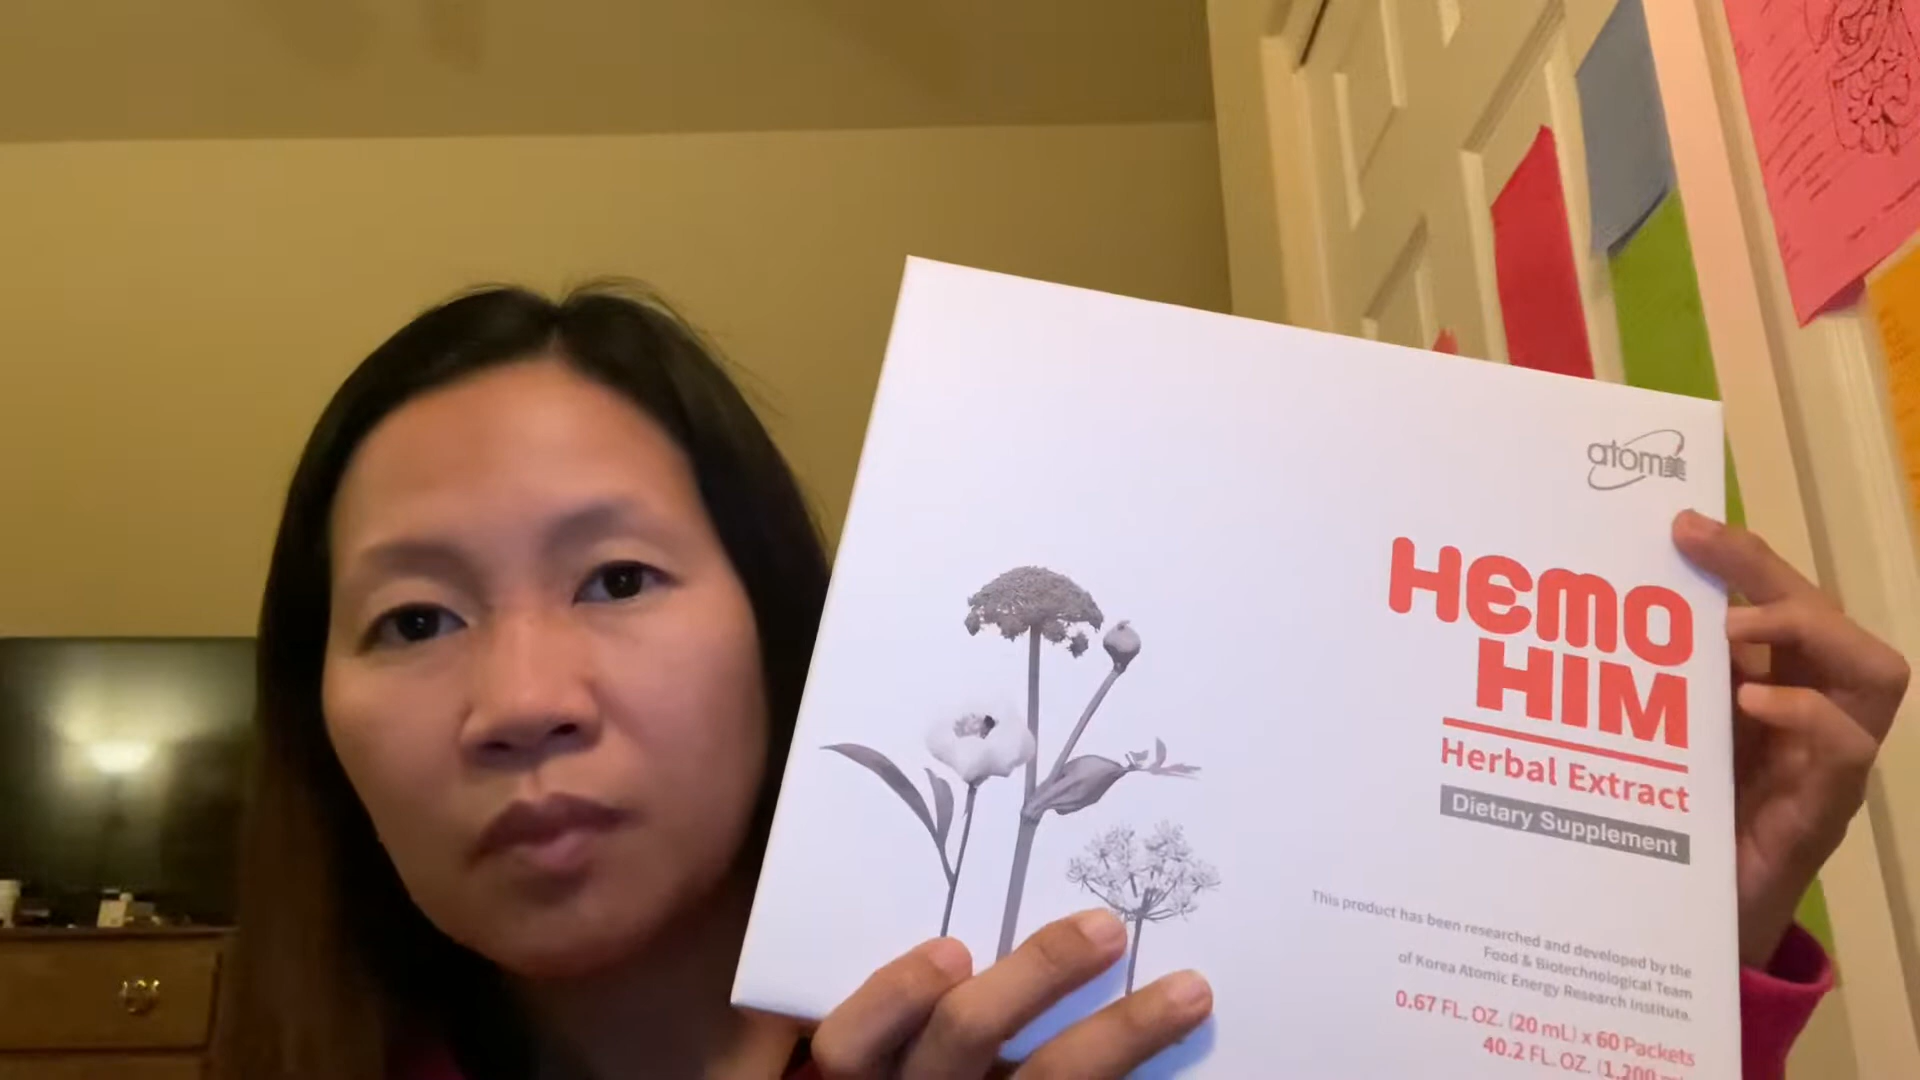 atom美
HEMO
HIM
Herbal Extract
Dietary Supplement
This product has been researched and developed by the
Food & Biotechnological Team
of Korea Atomic Energy Research Institute.
0.67 FL. OZ. (20 mL) x 60 Packets
40.2 FL. OZ. (1,200